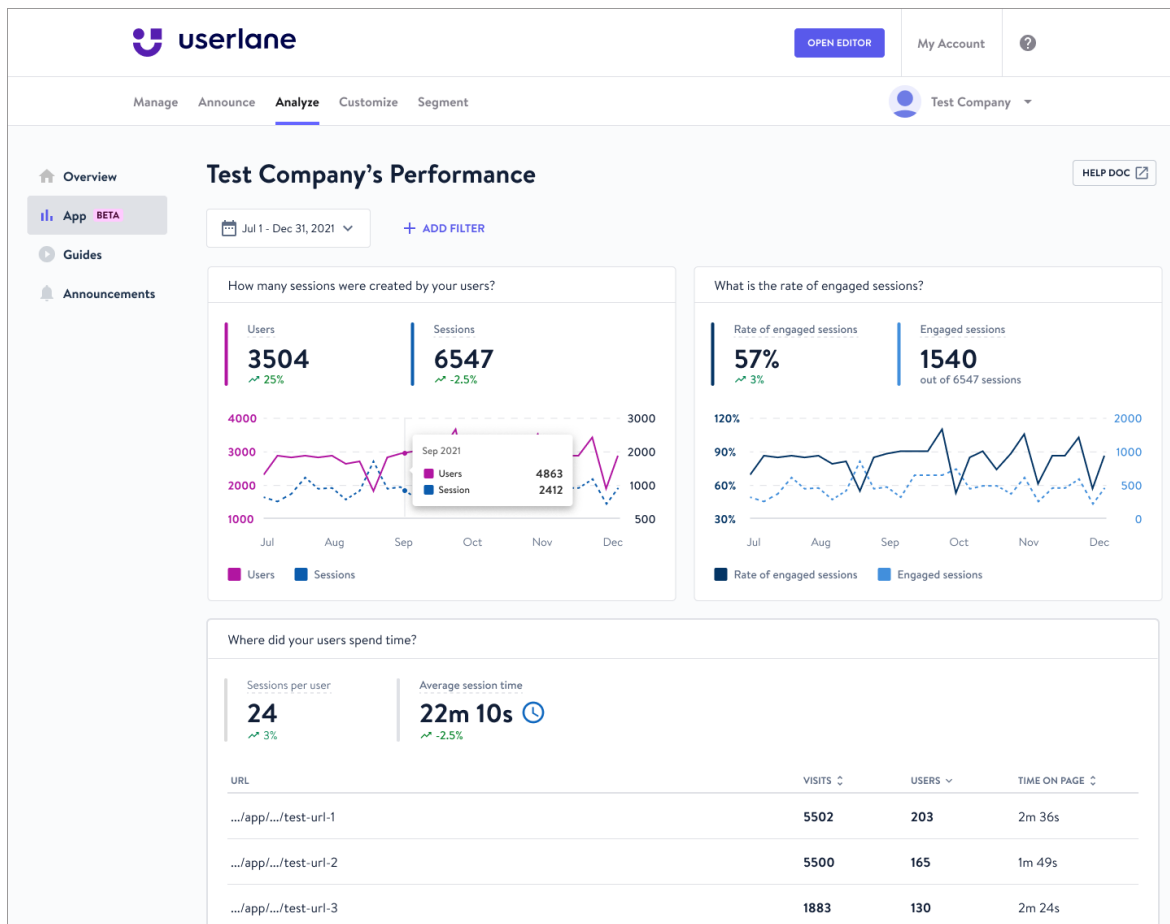 userlane
OPEN EDITOR
My Account
?
Manage Announce Analyze Customize Segment
Test Company
Overview
App BETA
Guides
Announcements
Test Company's Performance
HELP DOC
Jul 1 - Dec 31, 2021
+ ADD FILTER
How many sessions were created by your users?
Users
3504
25%
Sessions
6547
-2.5%
4000
3000
2000
1000
3000
2000
1000
500
Sep 2021
Users 4863
Session 2412
Jul Aug Sep Oct Nov Dec
Users Sessions
What is the rate of engaged sessions?
Rate of engaged sessions
57%
3%
Engaged sessions
1540
out of 6547 sessions
120%
90%
60%
30%
2000
1000
500
0
Jul Aug Sep Oct Nov Dec
Rate of engaged sessions Engaged sessions
Where did your users spend time?
Sessions per user
24
3%
Average session time
22m 10s
-2.5%
URL VISITS USERS TIME ON PAGE
.../app/.../test-url-1 5502 203 2m 36s
.../app/.../test-url-2 5500 165 1m 49s
.../app/.../test-url-3 1883 130 2m 24s